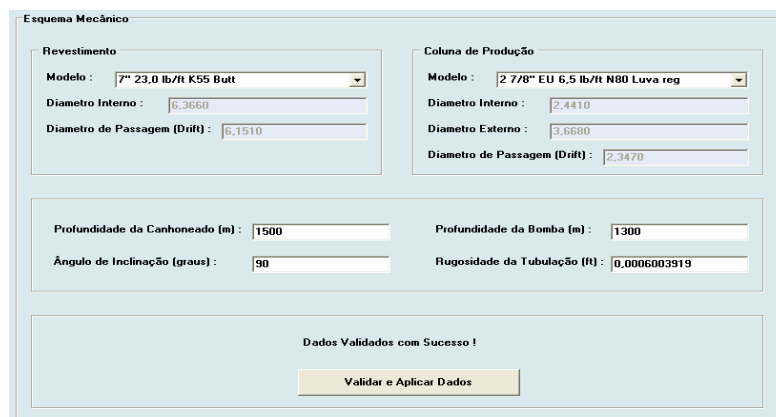 Esquema Mecânico
Revestimento
Modelo : 7" 23,0 lb/ft K55 Butt
Diametro Interno : 6,3660
Diametro de Passagem (Drift) : 6,1510
Coluna de Produção
Modelo : 2 7/8" EU 6,5 lb/ft N80 Luva reg
Diametro Interno : 2,4410
Diametro Externo : 3,6680
Diametro de Passagem (Drift) : 2,3470
Profundidade da Canhoneado (m) : 1500
Profundidade da Bomba (m) : 1300
Ângulo de Inclinação (graus) : 90
Rugosidade da Tubulação (ft) : 0,0006003919
Dados Validados com Sucesso !
Validar e Aplicar Dados